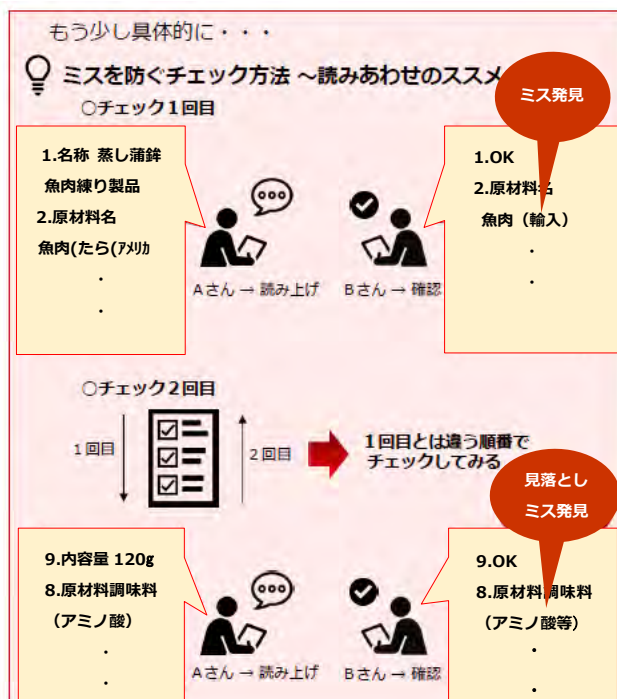 もう少し具体的に・・・
ミスを防ぐチェック方法 ～読みあわせのススメ
○チェック1回目
ミス発見
1.名称 蒸し蒲鉾
魚肉練り製品
2.原材料名
魚肉(たら(ｱﾒﾘｶ
・
・
1.OK
2.原材料名
魚肉（輸入）
・
・
Aさん → 読み上げ
Bさん → 確認
○チェック2回目
1回目
2回目
1回目とは違う順番で
チェックしてみる
見落とし
ミス発見
9.内容量 120g
8.原材料調味料
（アミノ酸）
・
・
9.OK
8.原材料調味料
（アミノ酸等）
・
・
Aさん → 読み上げ
Bさん → 確認